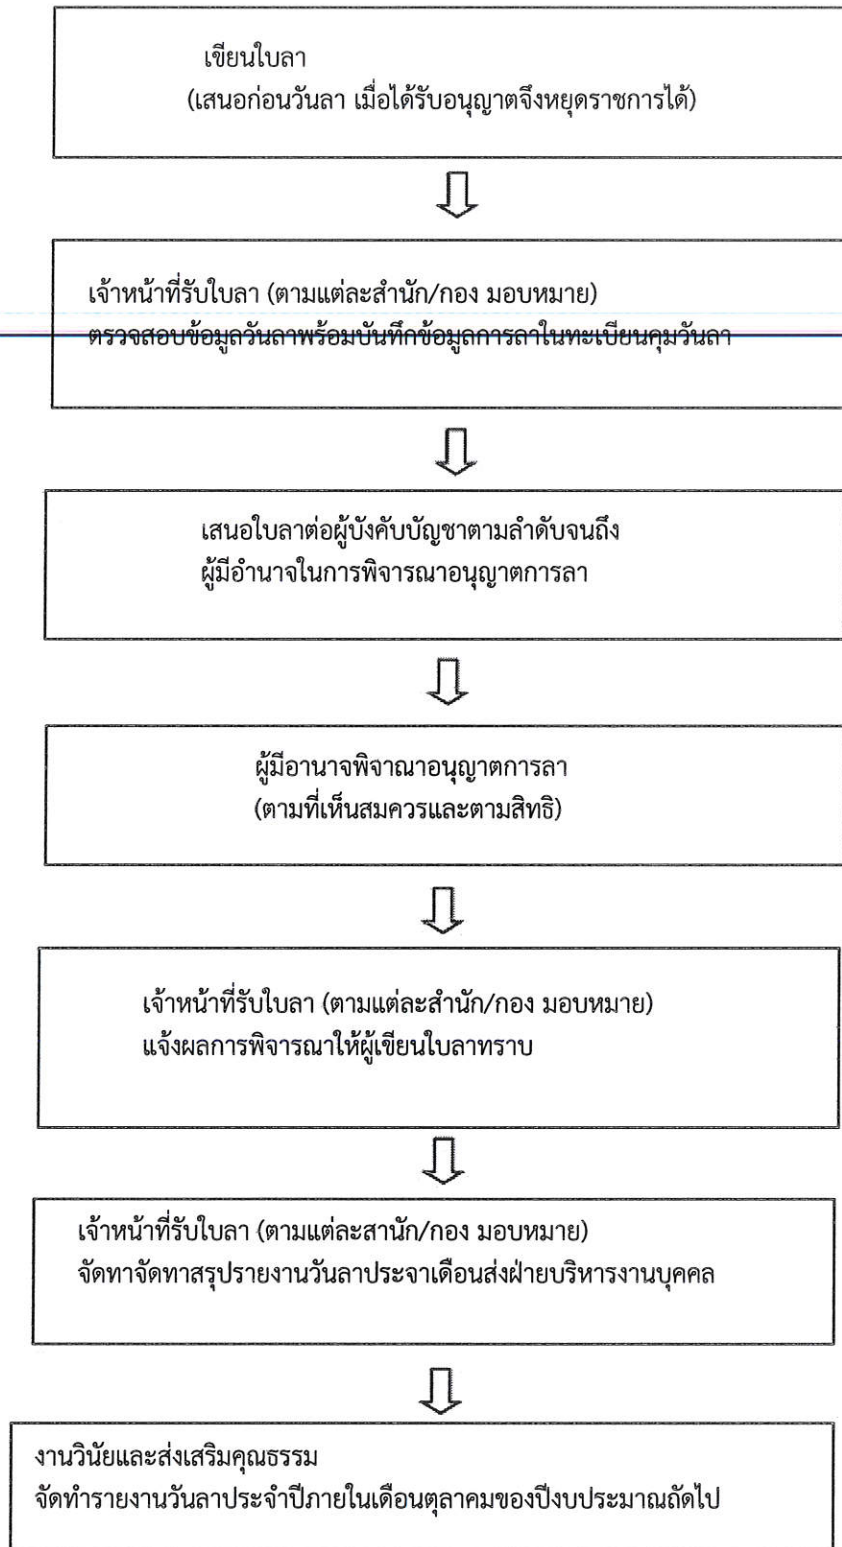 เขียนใบลา
(เสนอก่อนวันลา เมื่อได้รับอนุญาตจึงหยุดราชการได้)
เจ้าหน้าที่รับใบลา (ตามแต่ละสำนัก/กอง มอบหมาย)
ตรวจสอบข้อมูลวันลาพร้อมบันทึกข้อมูลการลาในทะเบียนคุมวันลา
เสนอใบลาต่อผู้บังคับบัญชาตามลำดับจนถึง
ผู้มีอำนาจในการพิจารณาอนุญาตการลา
ผู้มีอานาจพิจาณาอนุญาตการลา
(ตามที่เห็นสมควรและตามสิทธิ)
เจ้าหน้าที่รับใบลา (ตามแต่ละสำนัก/กอง มอบหมาย)
แจ้งผลการพิจารณาให้ผู้เขียนใบลาทราบ
เจ้าหน้าที่รับใบลา (ตามแต่ละสานัก/กอง มอบหมาย)
จัดทาจัดทาสรุปรายงานวันลาประจาเดือนส่งฝ่ายบริหารงานบุคคล
งานวินัยและส่งเสริมคุณธรรม
จัดทำรายงานวันลาประจำปีภายในเดือนตุลาคมของปีงบประมาณถัดไป